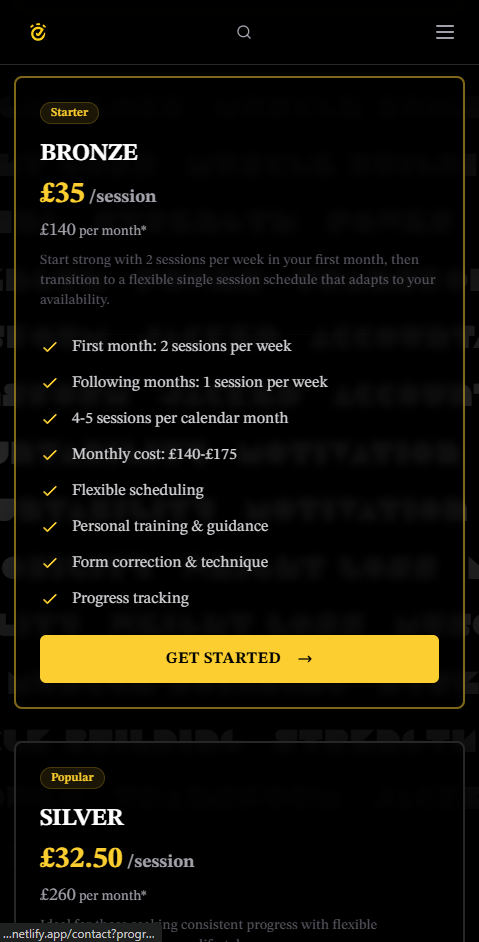 Starter
BRONZE
£35 /session
£140 per month*
Start strong with 2 sessions per week in your first month, then
transition to a flexible single session schedule that adapts to your
availability.
First month: 2 sessions per week
Following months: 1 session per week
4-5 sessions per calendar month
Monthly cost: £140-£175
Flexible scheduling
Personal training & guidance
Form correction & technique
Progress tracking
GET STARTED →
Popular
SILVER
£32.50 /session
£260 per month*
Ideal for those seeking consistent progress with flexible
...netlify.app/contact?progr...